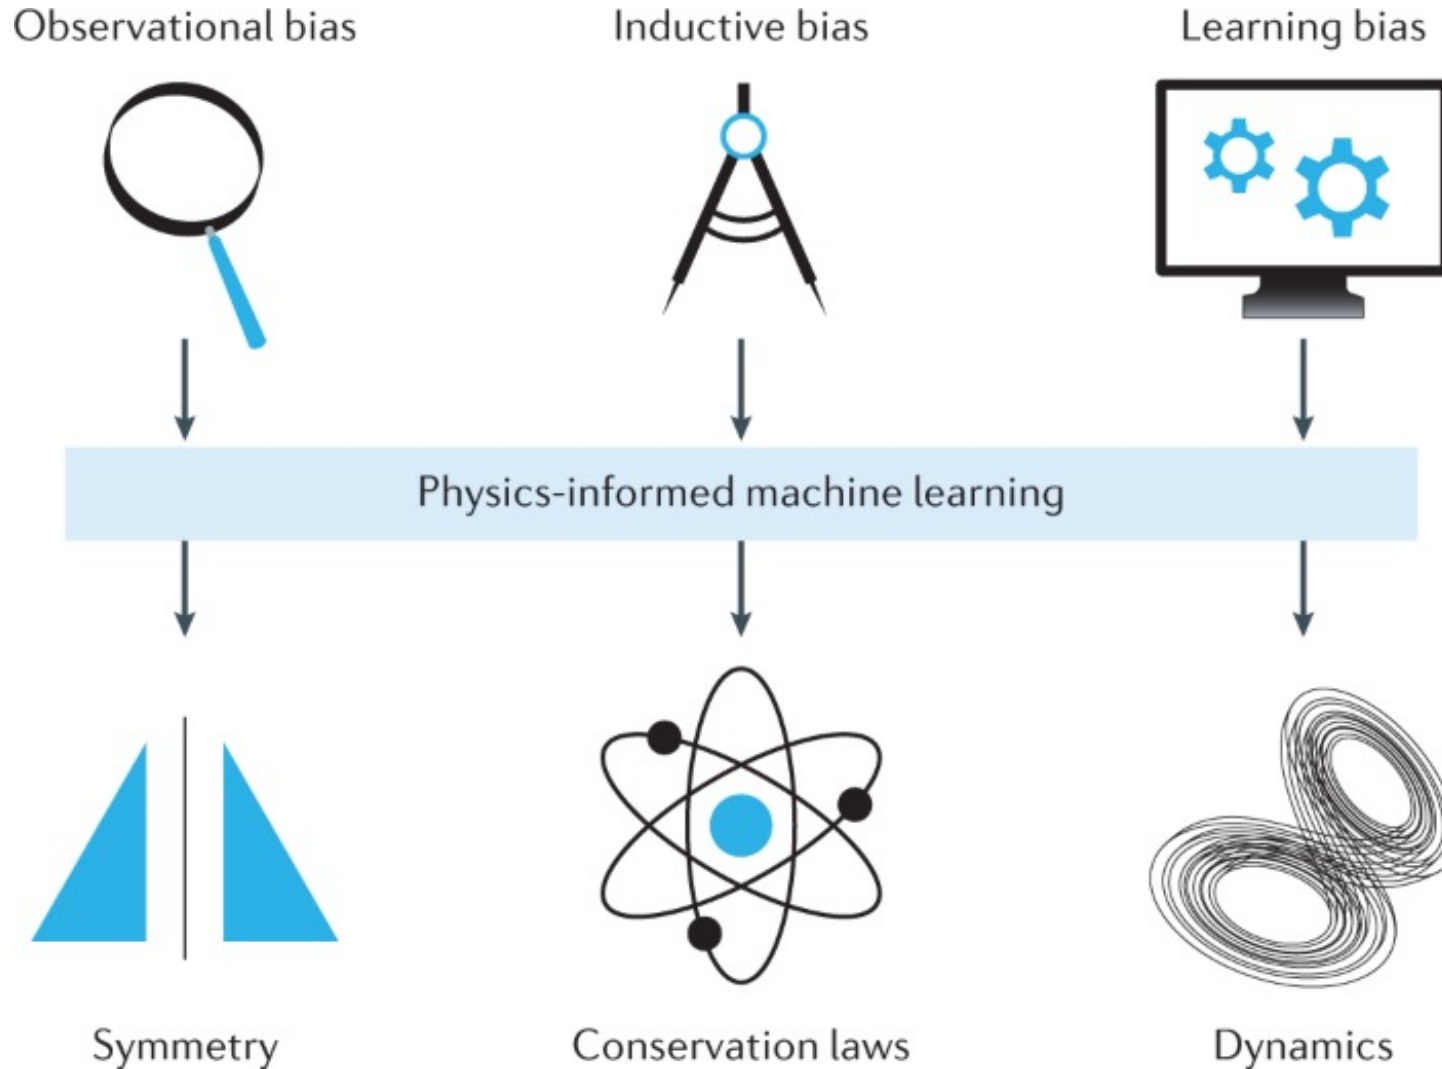 Observational bias
Inductive bias
Learning bias
Physics-informed machine learning
Symmetry
Conservation laws
Dynamics